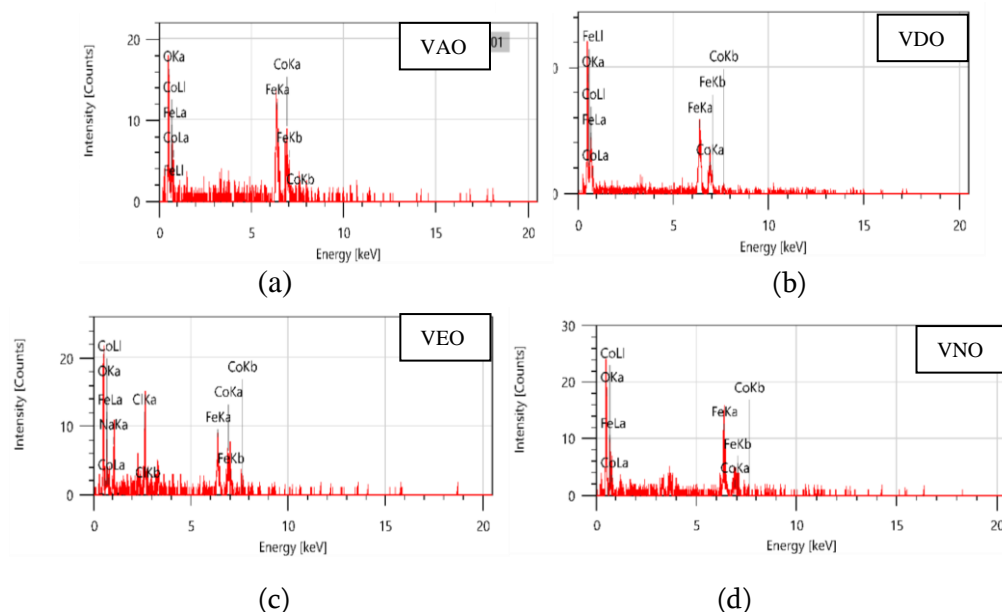 VAO
01
Intensity [Counts]
20
10
0
OKa
CoLl
FeLa
CoLa
FeLl
CoKa
FeKa
FeKb
CoKb
0 5 10 15 20
Energy [keV]
(a)
VDO
Intensity [Counts]
0
FeLl
OKa
CoLl
FeLa
CoLa
CoKb
FeKb
FeKa
CoKa
0 10 20
Energy [keV]
(b)
VEO
Intensity [Counts]
20
10
0
CoLl
OKa
FeLa
NaKa
CoLa
ClKa
ClKb
CoKb
CoKa
FeKa
FeKb
0 5 10 15 20
Energy [keV]
(c)
VNO
Intensity [Counts]
30
20
10
0
CoLl
OKa
FeLa
CoLa
CoKb
FeKa
FeKb
CoKa
0 5 10 15 20
Energy [keV]
(d)